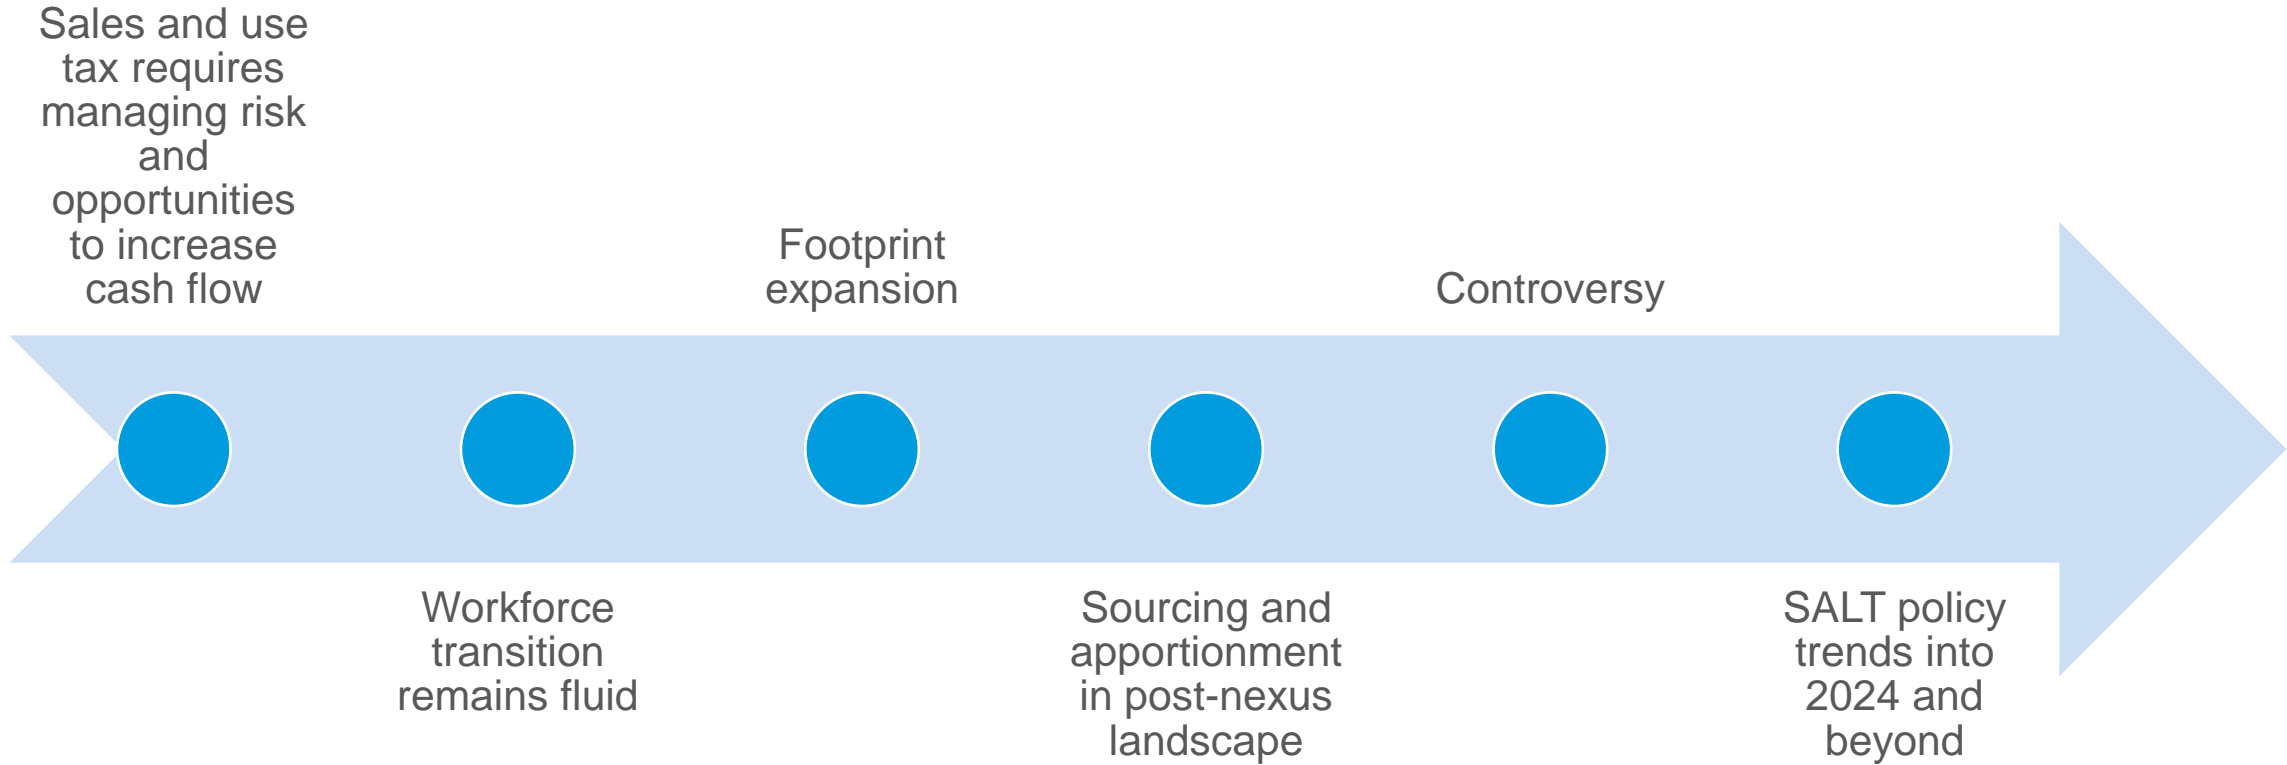 Sales and use
tax requires
managing risk
and
opportunities
to increase
cash flow
Workforce
transition
remains fluid
Footprint
expansion
Sourcing and
apportionment
in post-nexus
landscape
Controversy
SALT policy
trends into
2024 and
beyond